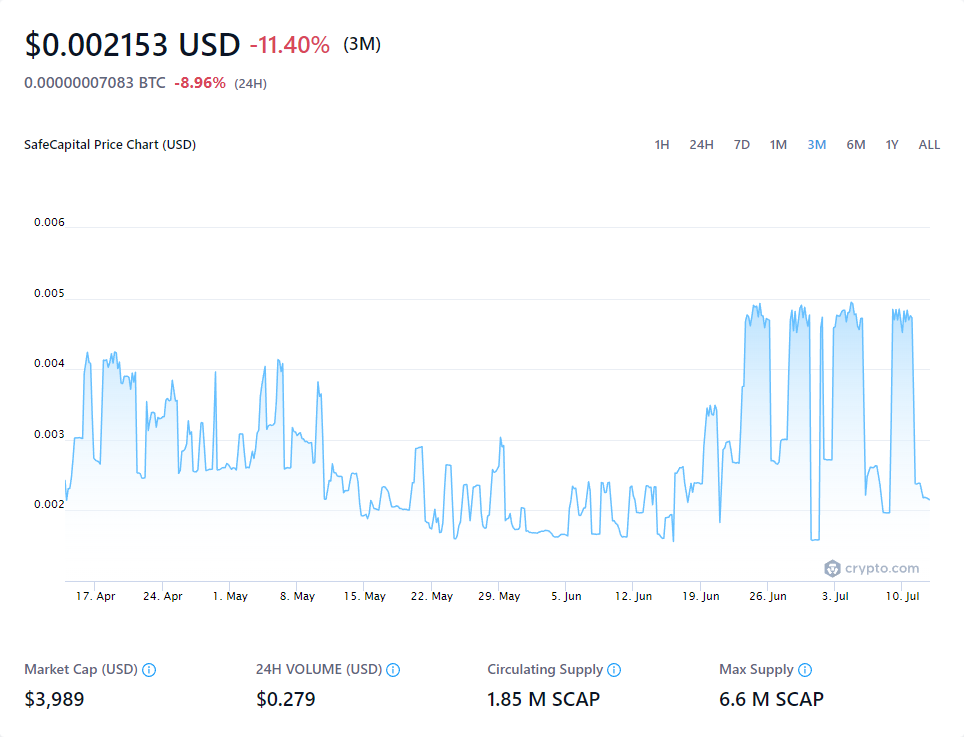 $0.002153 USD -11.40% (3M)
0.00000007083 BTC -8.96% (24H)
SafeCapital Price Chart (USD) 1H 24H 7D 1M 3M 6M 1Y ALL
0.006
0.005
0.004
0.003
0.002
crypto.com
17. Apr 24. Apr 1. May 8. May 15. May 22. May 29. May 5. Jun 12. Jun 19. Jun 26. Jun 3. Jul 10. Jul
Market Cap (USD) 24H VOLUME (USD) Circulating Supply Max Supply
$3,989 $0.279 1.85 M SCAP 6.6 M SCAP